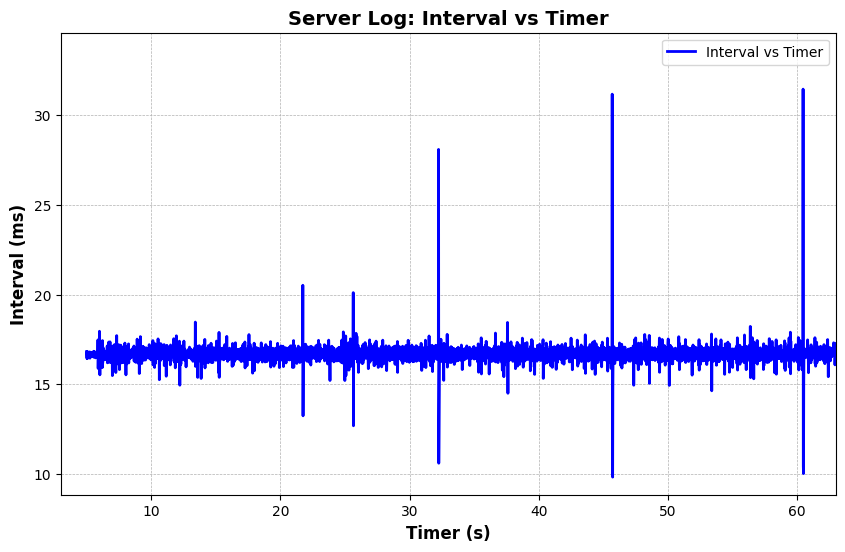 Server Log: Interval vs Timer
Interval vs Timer
30
25
20
15
10
Interval (ms)
10 20 30 40 50 60
Timer (s)